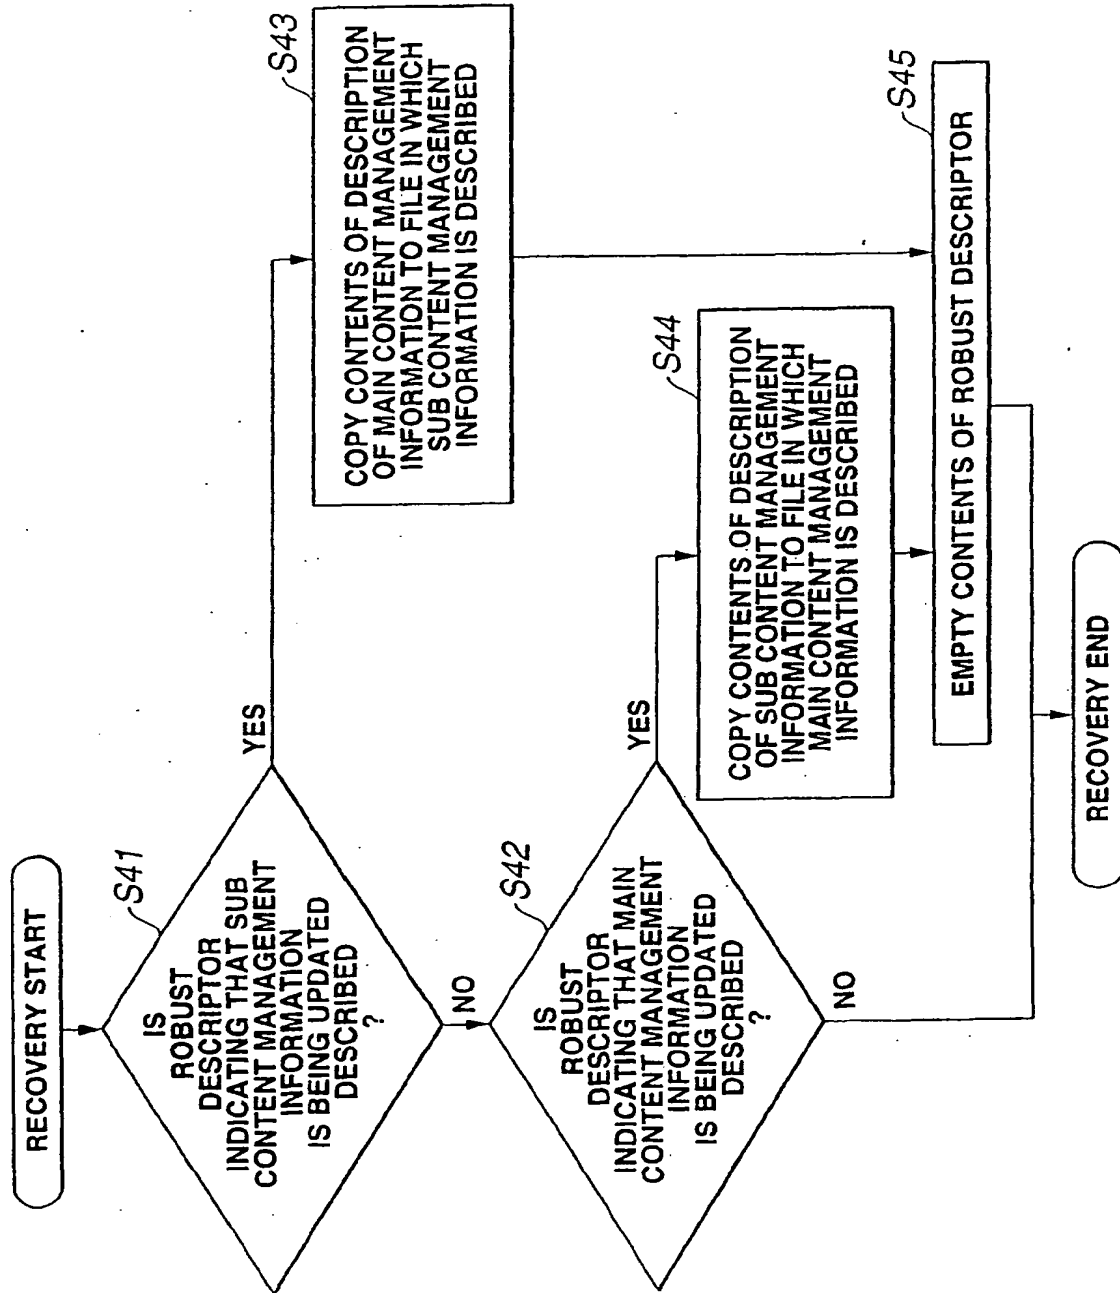 RECOVERY START
S41
IS
ROBUST
DESCRIPTOR
INDICATING THAT SUB
CONTENT MANAGEMENT
INFORMATION
IS BEING UPDATED
DESCRIBED
?
YES
NO
S43
COPY CONTENTS OF DESCRIPTION
OF MAIN CONTENT MANAGEMENT
INFORMATION TO FILE IN WHICH
SUB CONTENT MANAGEMENT
INFORMATION IS DESCRIBED
S42
IS
ROBUST
DESCRIPTOR
INDICATING THAT MAIN
CONTENT MANAGEMENT
INFORMATION
IS BEING UPDATED
DESCRIBED
?
YES
NO
S44
COPY CONTENTS OF DESCRIPTION
OF SUB CONTENT MANAGEMENT
INFORMATION TO FILE IN WHICH
MAIN CONTENT MANAGEMENT
INFORMATION IS DESCRIBED
S45
EMPTY CONTENTS OF ROBUST DESCRIPTOR
RECOVERY END